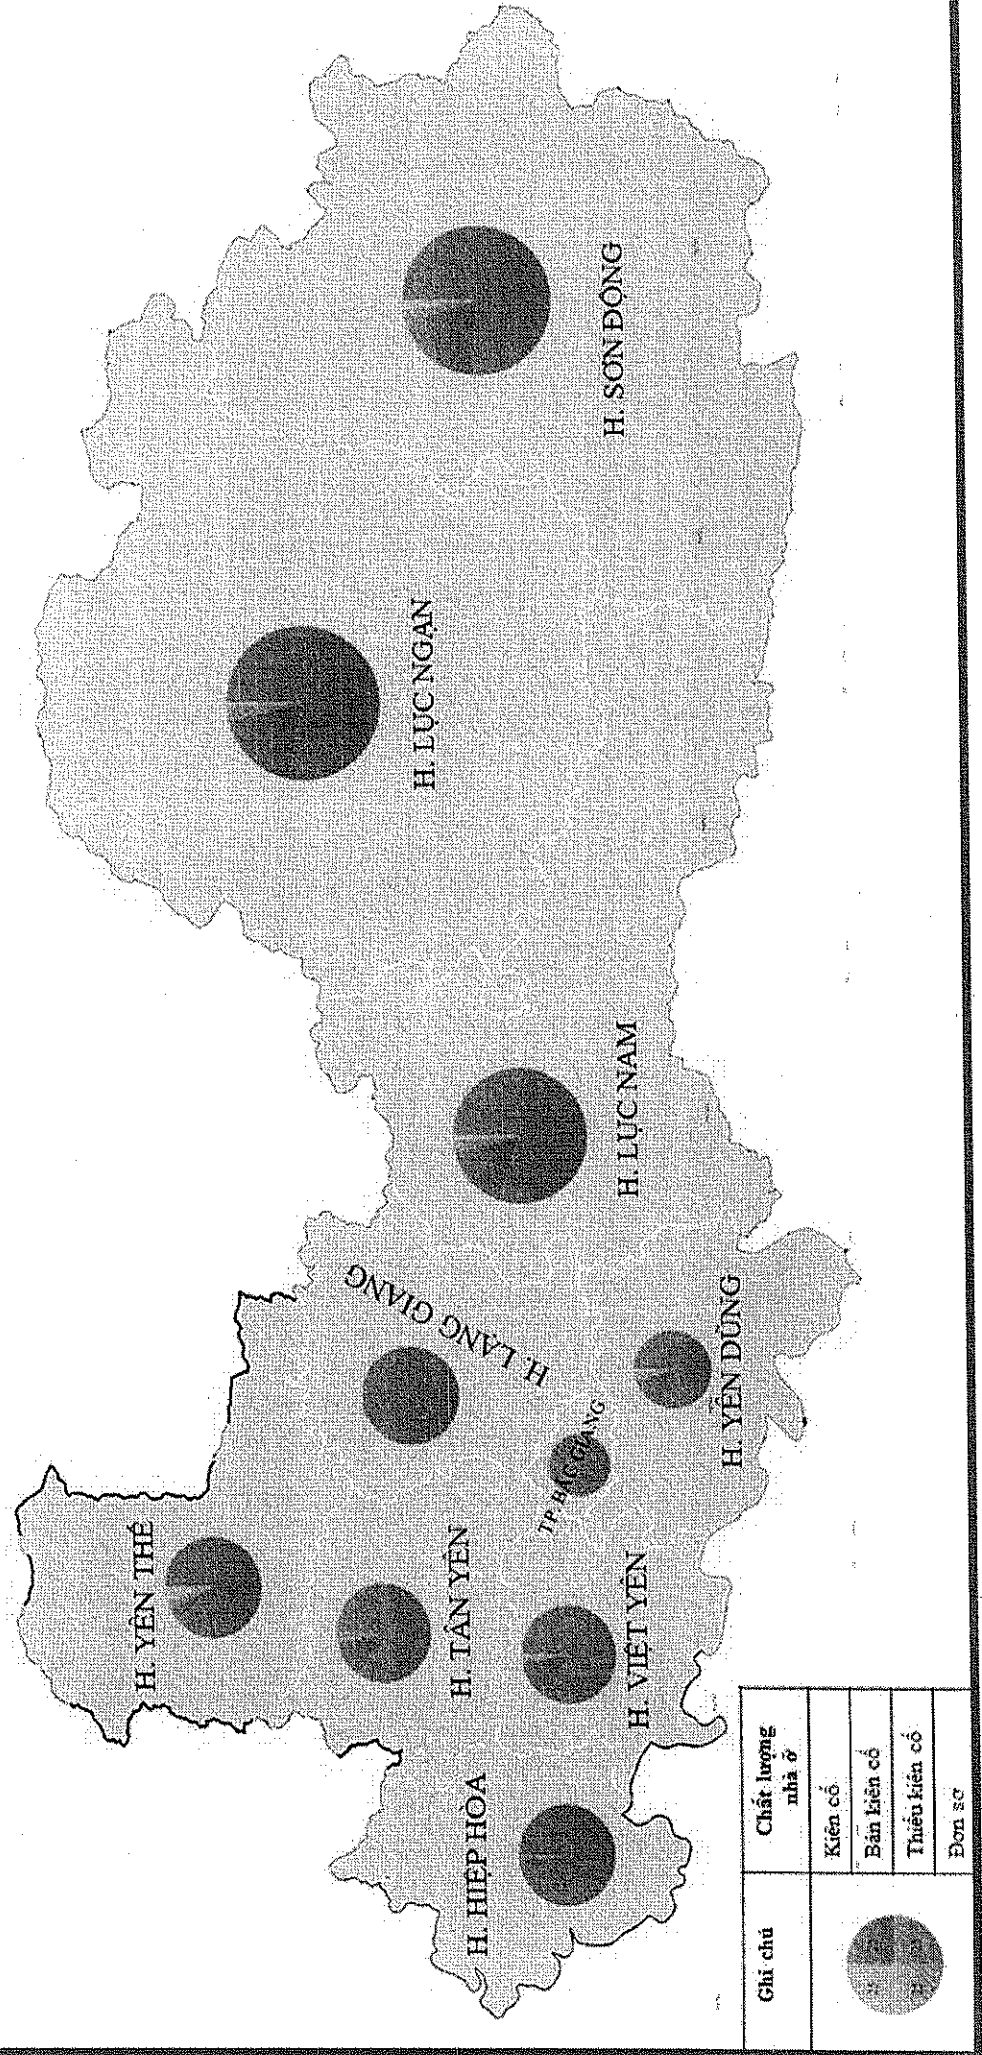 H. YÊN THẾ
H. LẠNG GIANG
H. TÂN YÊN
H. HIỆP HÒA
H. VIỆT YÊN
TP. BẮC GIANG
H. YÊN DŨNG
H. LỤC NAM
H. LỤC NGẠN
H. SƠN ĐỘNG
Ghi chú
Chất lượng
nhà ở
Kiên cố
Bán kiên cố
Thiếu kiên cố
Đơn sơ